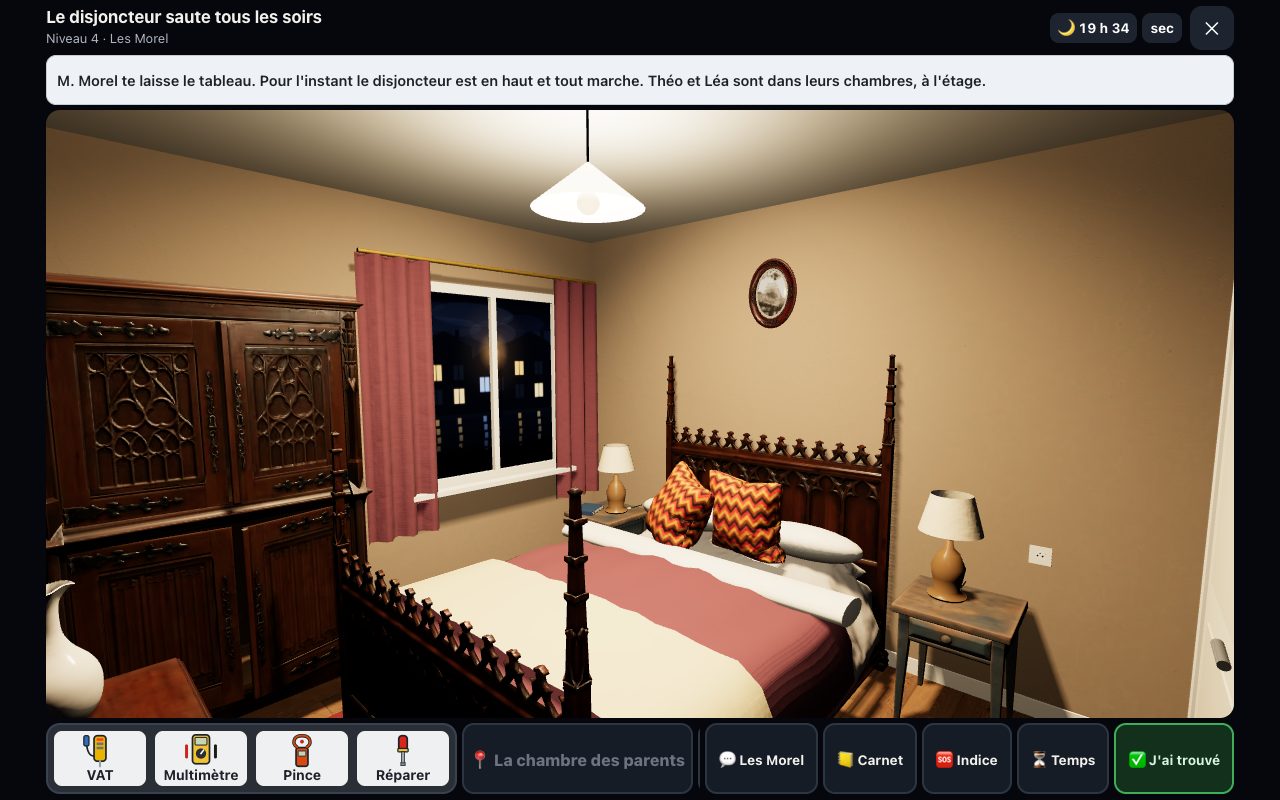 Le disjoncteur saute tous les soirs
Niveau 4 · Les Morel
19 h 34
sec
M. Morel te laisse le tableau. Pour l'instant le disjoncteur est en haut et tout marche. Théo et Léa sont dans leurs chambres, à l'étage.
VAT
Multimètre
Pince
Réparer
La chambre des parents
Les Morel
Carnet
SOS Indice
Temps
J'ai trouvé